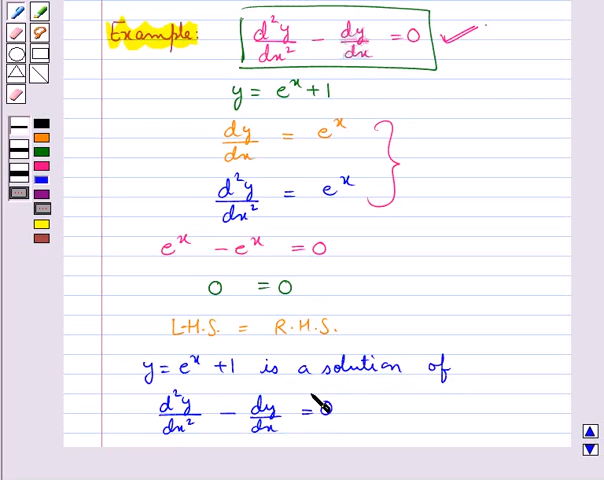 Example: d²y/dx² - dy/dx = 0
y = eˣ + 1
dy/dx = eˣ
d²y/dx² = eˣ
eˣ - eˣ = 0
0 = 0
L.H.S. = R.H.S.
y = eˣ + 1 is a solution of
d²y/dx² - dy/dx = 0